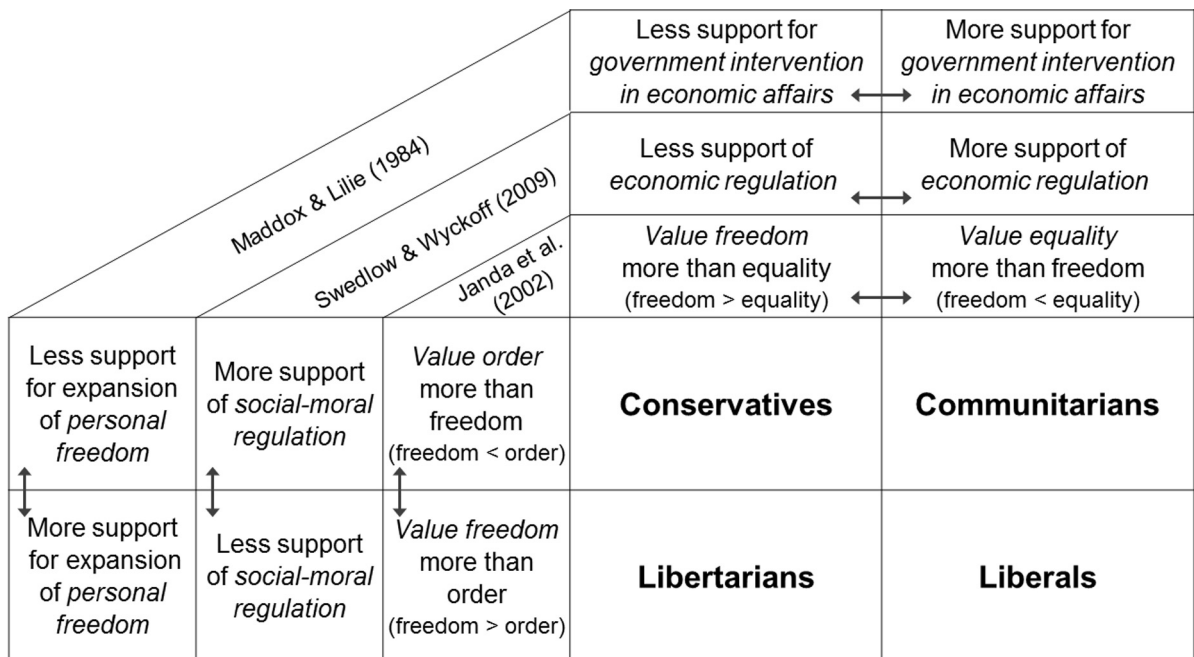 Less support for
government intervention
in economic affairs
More support for
government intervention
in economic affairs
Maddox & Lilie (1984)
Less support of
economic regulation
More support of
economic regulation
Swedlow & Wyckoff (2009)
Value freedom
more than equality
(freedom > equality)
Value equality
more than freedom
(freedom < equality)
Janda et al.
(2002)
Less support
for expansion
of personal
freedom
More support
of social-moral
regulation
Value order
more than
freedom
(freedom < order)
Conservatives
Communitarians
More support
for expansion
of personal
freedom
Less support
of social-moral
regulation
Value freedom
more than
order
(freedom > order)
Libertarians
Liberals